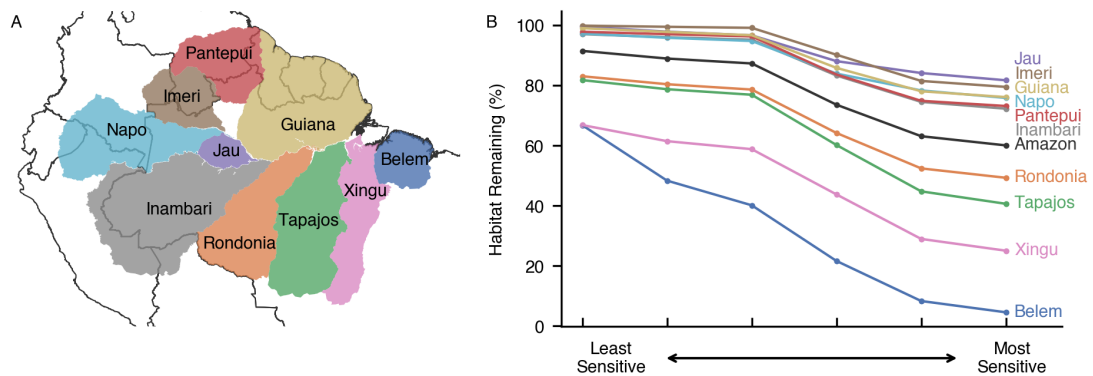 A
Pantepui
Imeri
Napo
Guiana
Jau
Belem
Xingu
Inambari
Tapajos
Rondonia
B
Habitat Remaining (%)
100
80
60
40
20
0
Jau
Imeri
Guiana
Napo
Pantepui
Inambari
Amazon
Rondonia
Tapajos
Xingu
Belem
Least
Sensitive
Most
Sensitive